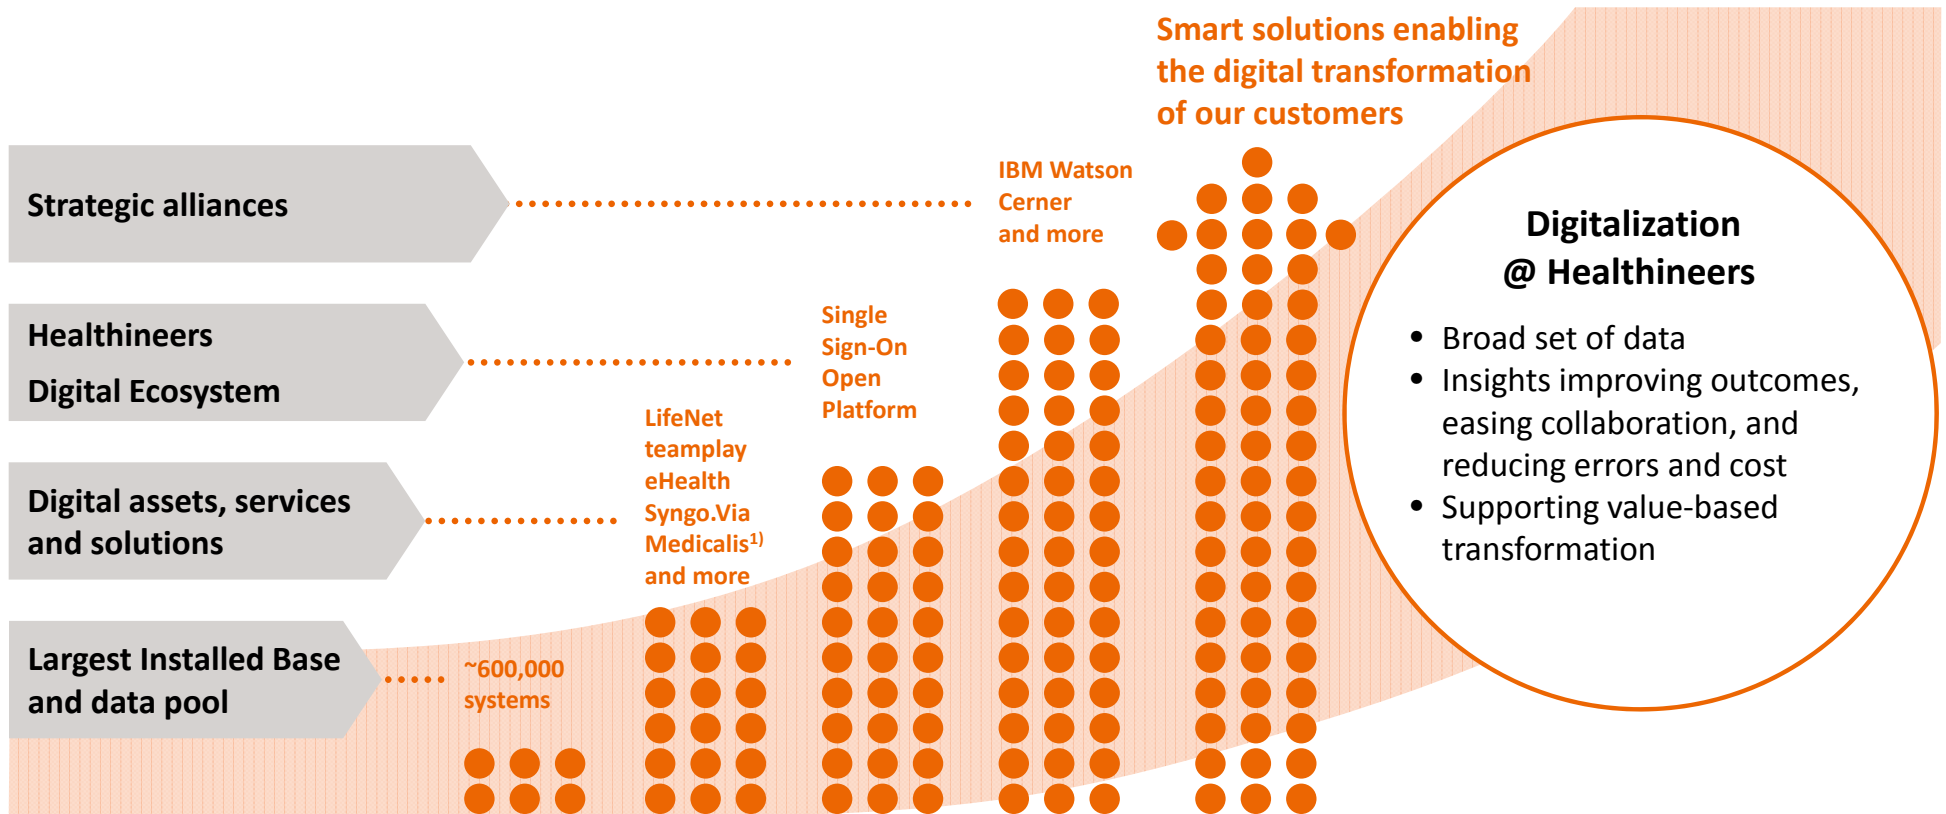 Smart solutions enabling
the digital transformation
of our customers
Strategic alliances
IBM Watson
Cerner
and more
Healthineers
Digital Ecosystem
Single
Sign-On
Open
Platform
Digital assets, services
and solutions
LifeNet
teamplay
eHealth
Syngo.Via
Medicalis1)
and more
Largest Installed Base
and data pool
~600,000
systems
Digitalization
@ Healthineers
• Broad set of data
• Insights improving outcomes,
easing collaboration, and
reducing errors and cost
• Supporting value-based
transformation